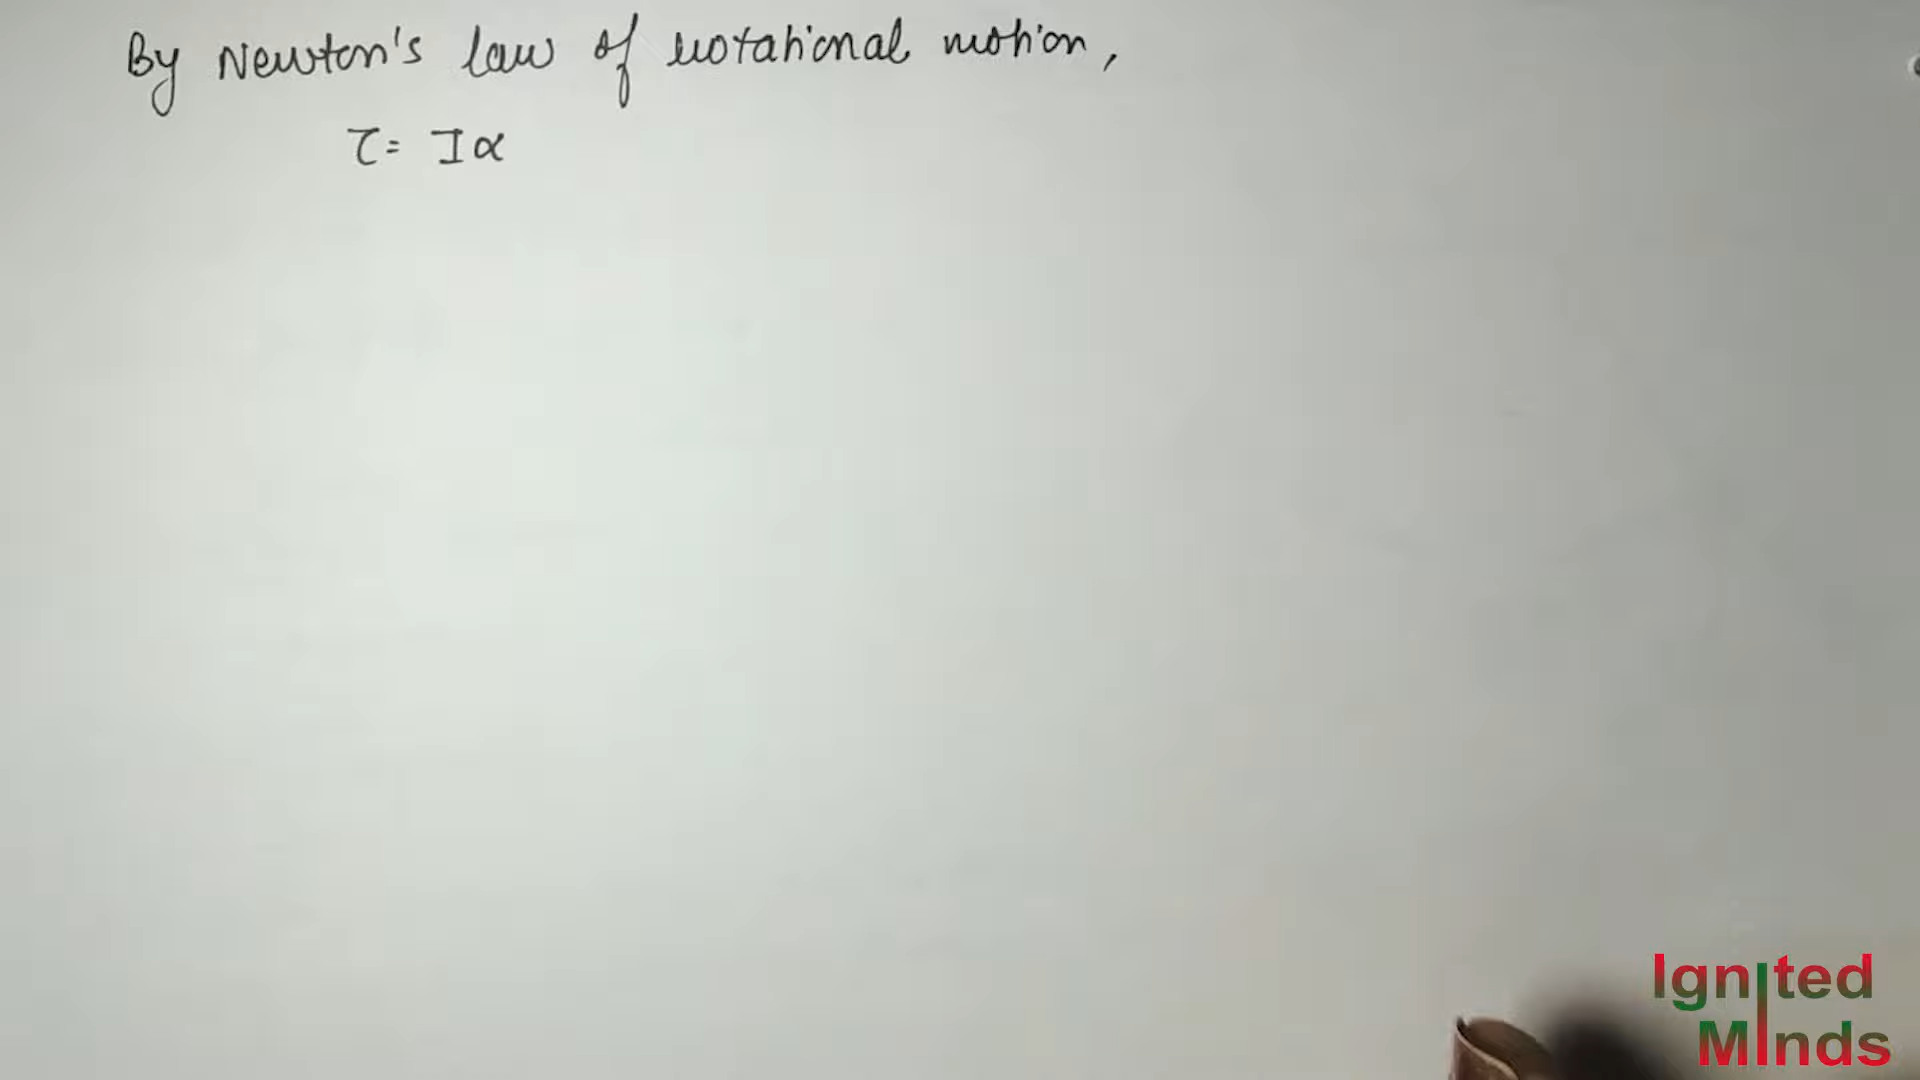 By Newton's law of rotational motion,
τ = Iα
Ignited
Minds